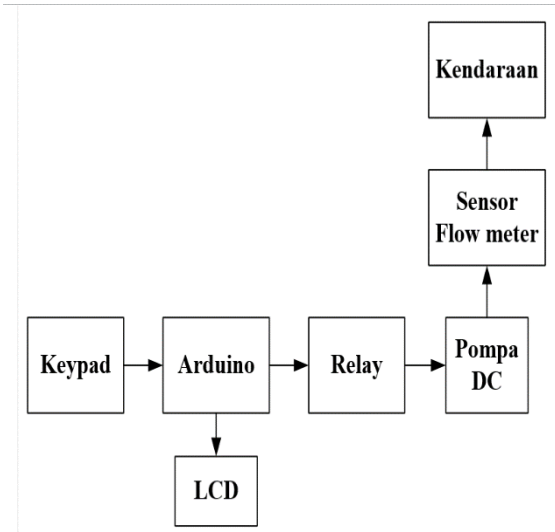 Kendaraan
Sensor
Flow meter
Keypad
Arduino
Relay
Pompa
DC
LCD